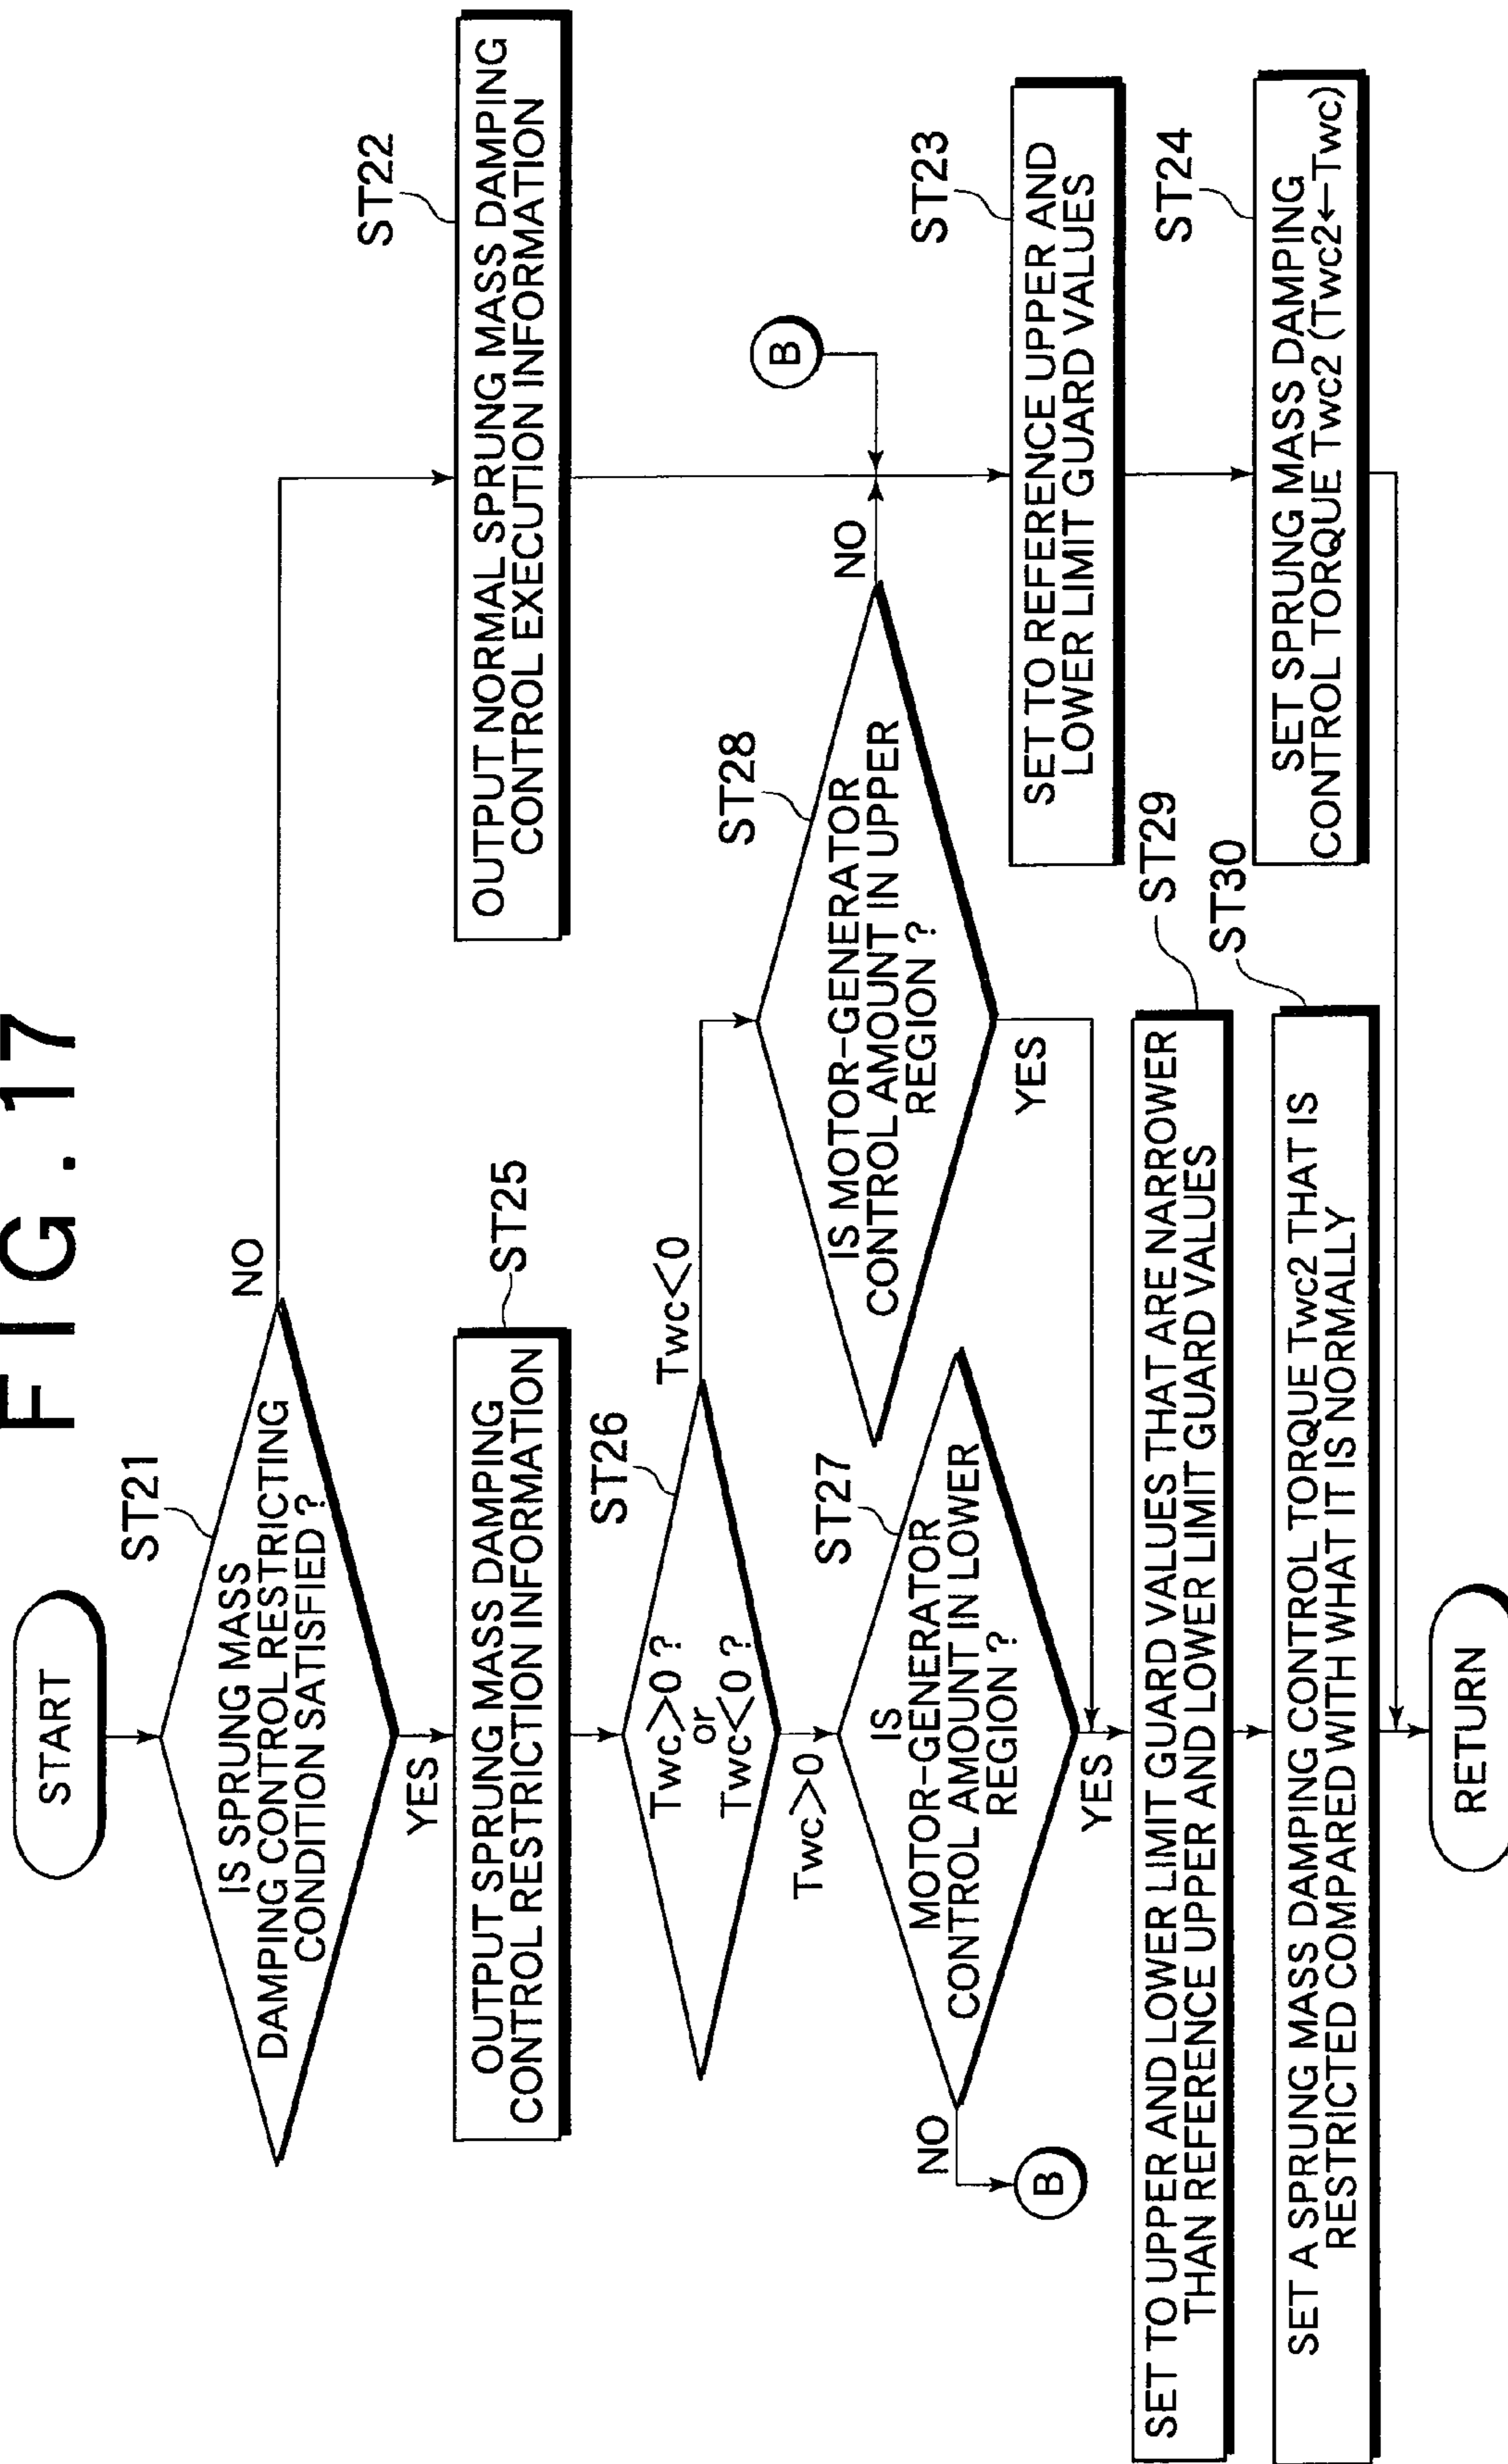 FIG.17
START
ST21
IS SPRUNG MASS
DAMPING CONTROL RESTRICTING
CONDITION SATISFIED ?
NO
YES
ST22
OUTPUT NORMAL SPRUNG MASS DAMPING
CONTROL EXECUTION INFORMATION
ST25
OUTPUT SPRUNG MASS DAMPING
CONTROL RESTRICTION INFORMATION
ST26
Twc>0 ?
or
Twc<0 ?
Twc<0
Twc>0
ST28
IS MOTOR-GENERATOR
CONTROL AMOUNT IN UPPER
REGION ?
NO
YES
B
ST27
IS
MOTOR-GENERATOR
CONTROL AMOUNT IN LOWER
REGION ?
NO
B
YES
ST23
SET TO REFERENCE UPPER AND
LOWER LIMIT GUARD VALUES
ST24
SET SPRUNG MASS DAMPING
CONTROL TORQUE Twc2 (Twc2←Twc)
ST29
SET TO UPPER AND LOWER LIMIT GUARD VALUES THAT ARE NARROWER
THAN REFERENCE UPPER AND LOWER LIMIT GUARD VALUES
ST30
SET A SPRUNG MASS DAMPING CONTROL TORQUE Twc2 THAT IS
RESTRICTED COMPARED WITH WHAT IT IS NORMALLY
RETURN